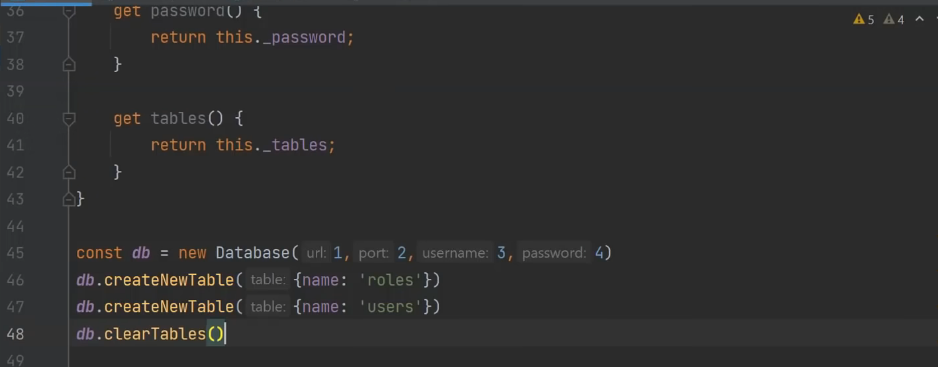 36 get password() {
5 4
37 return this._password;
38 }
39
40 get tables() {
41 return this._tables;
42 }
43 }
44
45 const db = new Database( url: 1, port: 2, username: 3, password: 4)
46 db.createNewTable( table: {name: 'roles'})
47 db.createNewTable( table: {name: 'users'})
48 db.clearTables()
49